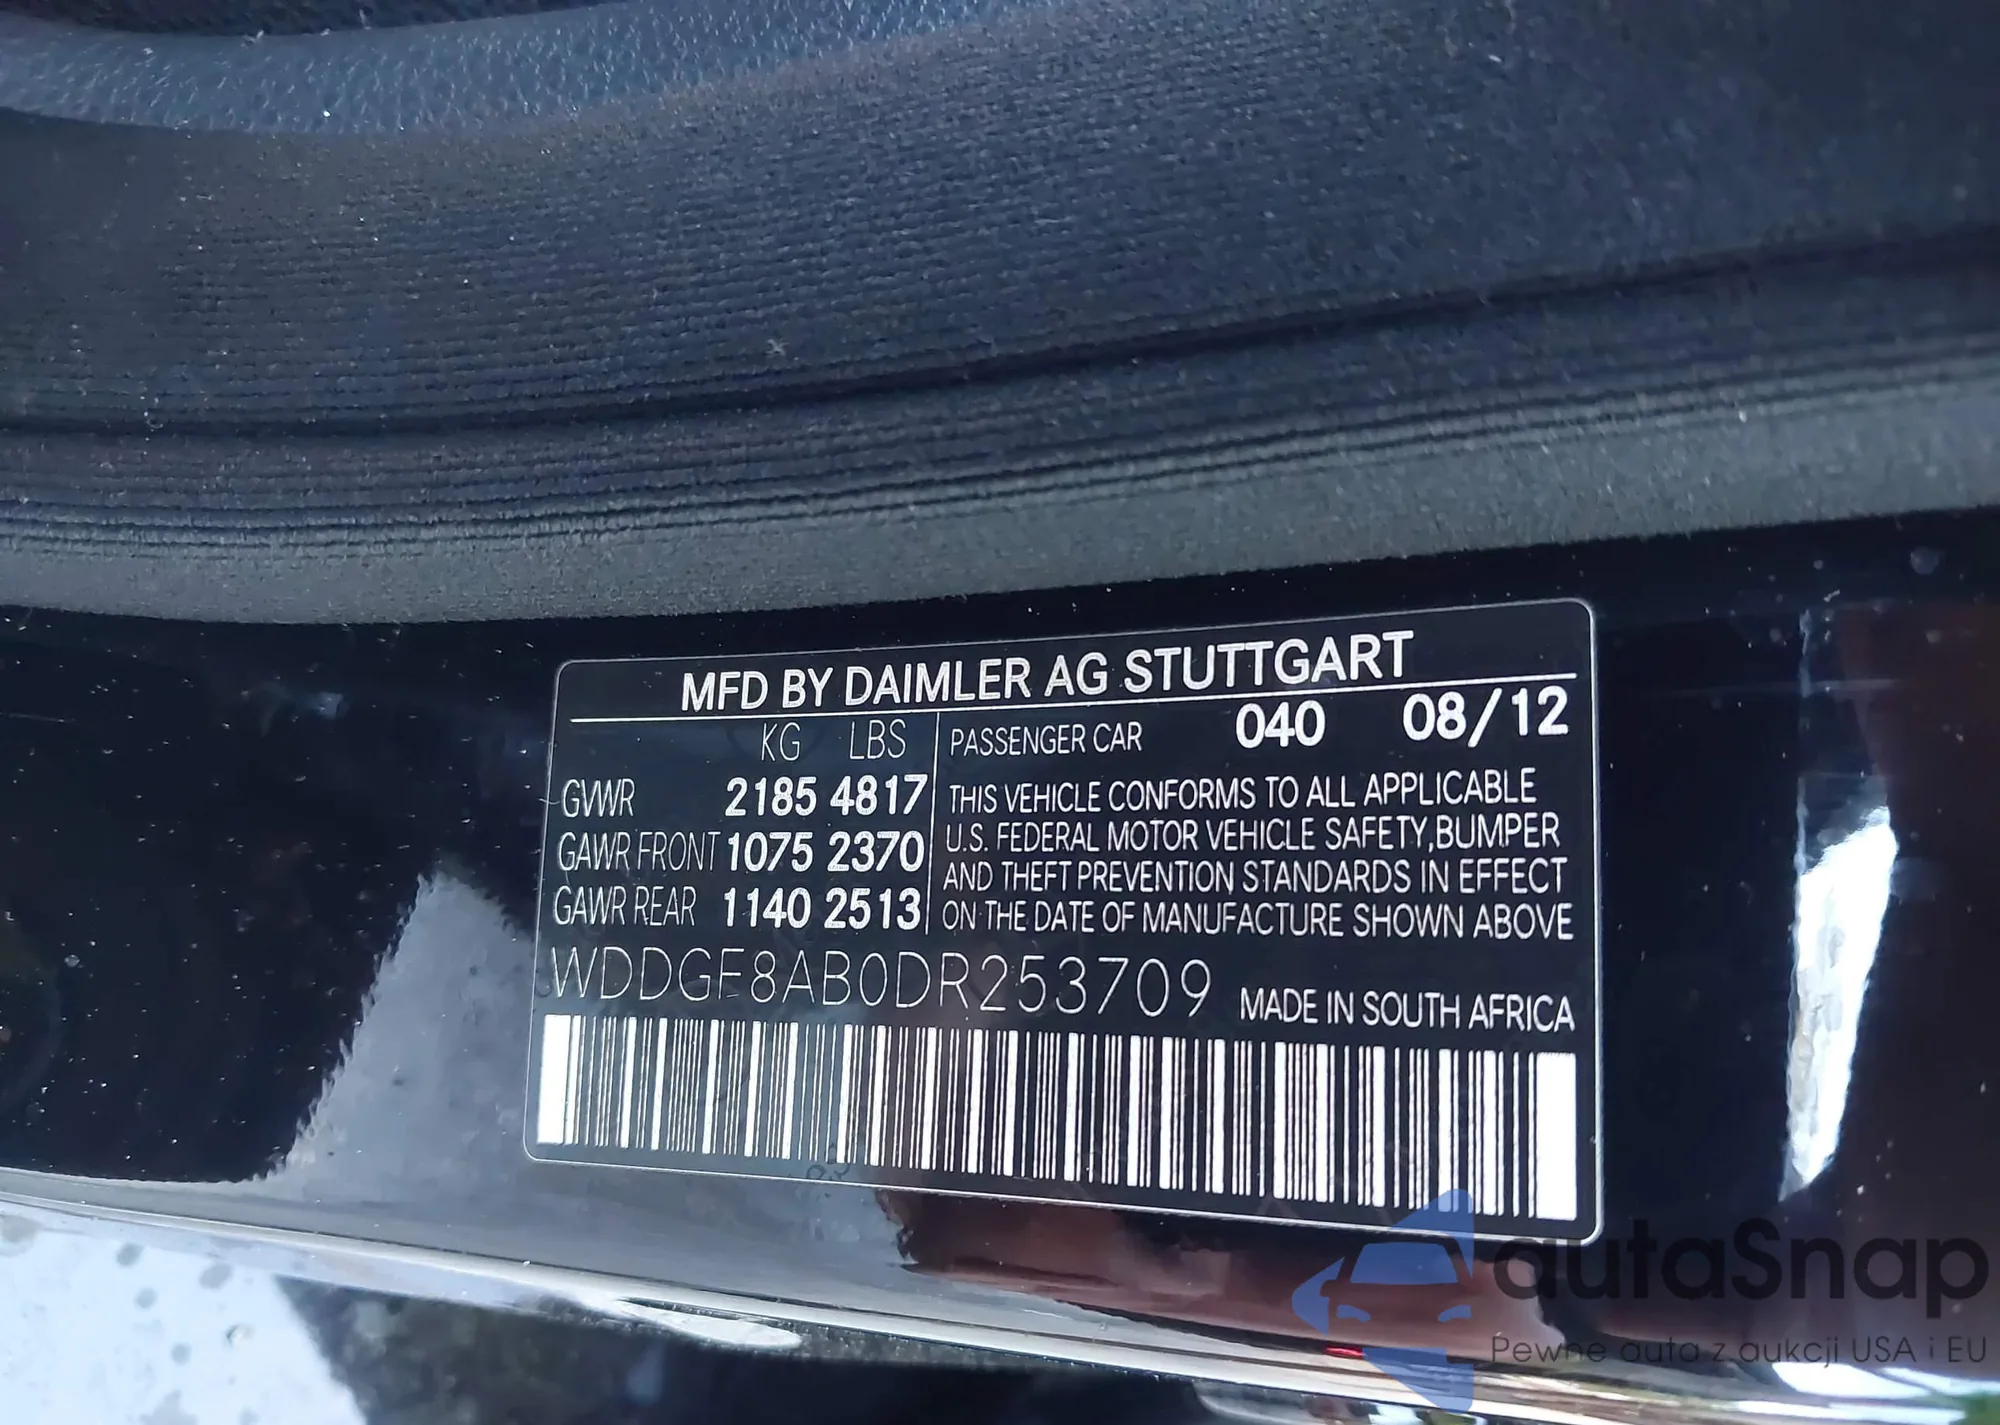 MFD BY DAIMLER AG STUTTGART
KG LBS
PASSENGER CAR 040 08/12
GVWR 2185 4817
GAWR FRONT 1075 2370
GAWR REAR 1140 2513
THIS VEHICLE CONFORMS TO ALL APPLICABLE
U.S. FEDERAL MOTOR VEHICLE SAFETY,BUMPER
AND THEFT PREVENTION STANDARDS IN EFFECT
ON THE DATE OF MANUFACTURE SHOWN ABOVE
WDDGF8AB0DR253709 MADE IN SOUTH AFRICA
autaSnap
Pewne auta z aukcji USA i EU